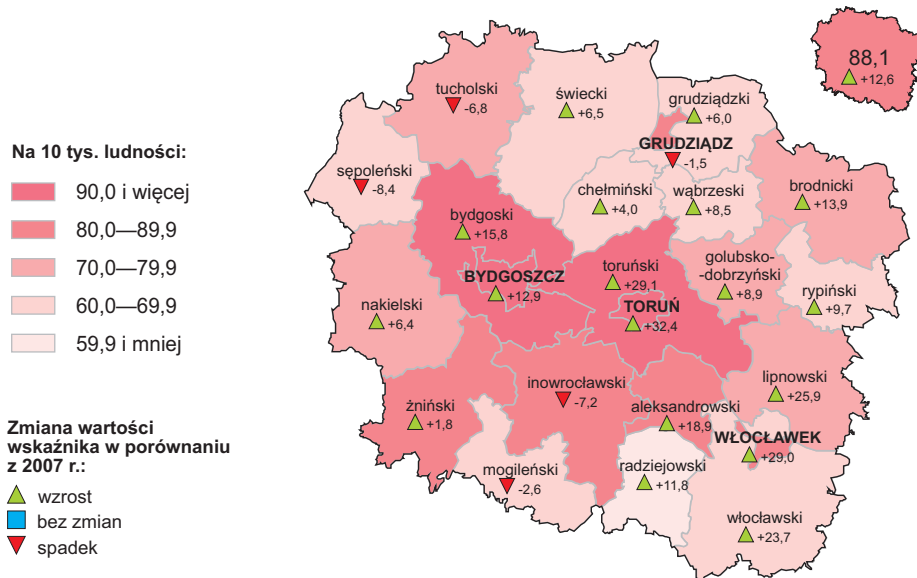 Na 10 tys. ludności:
90,0 i więcej
80,0—89,9
70,0—79,9
60,0—69,9
59,9 i mniej
Zmiana wartości
wskaźnika w porównaniu
z 2007 r.:
wzrost
bez zmian
spadek
88,1
+12,6
tucholski
-6,8
świecki
+6,5
grudziądzki
+6,0
GRUDZIĄDZ
-1,5
sępoleński
-8,4
chełmiński
+4,0
wąbrzeski
+8,5
brodnicki
+13,9
bydgoski
+15,8
BYDGOSZCZ
+12,9
toruński
+29,1
TORUŃ
+32,4
golubsko-
-dobrzyński
+8,9
rypiński
+9,7
nakielski
+6,4
inowrocławski
-7,2
lipnowski
+25,9
żniński
+1,8
aleksandrowski
+18,9
WŁOCŁAWEK
+29,0
mogileński
-2,6
radziejowski
+11,8
włocławski
+23,7